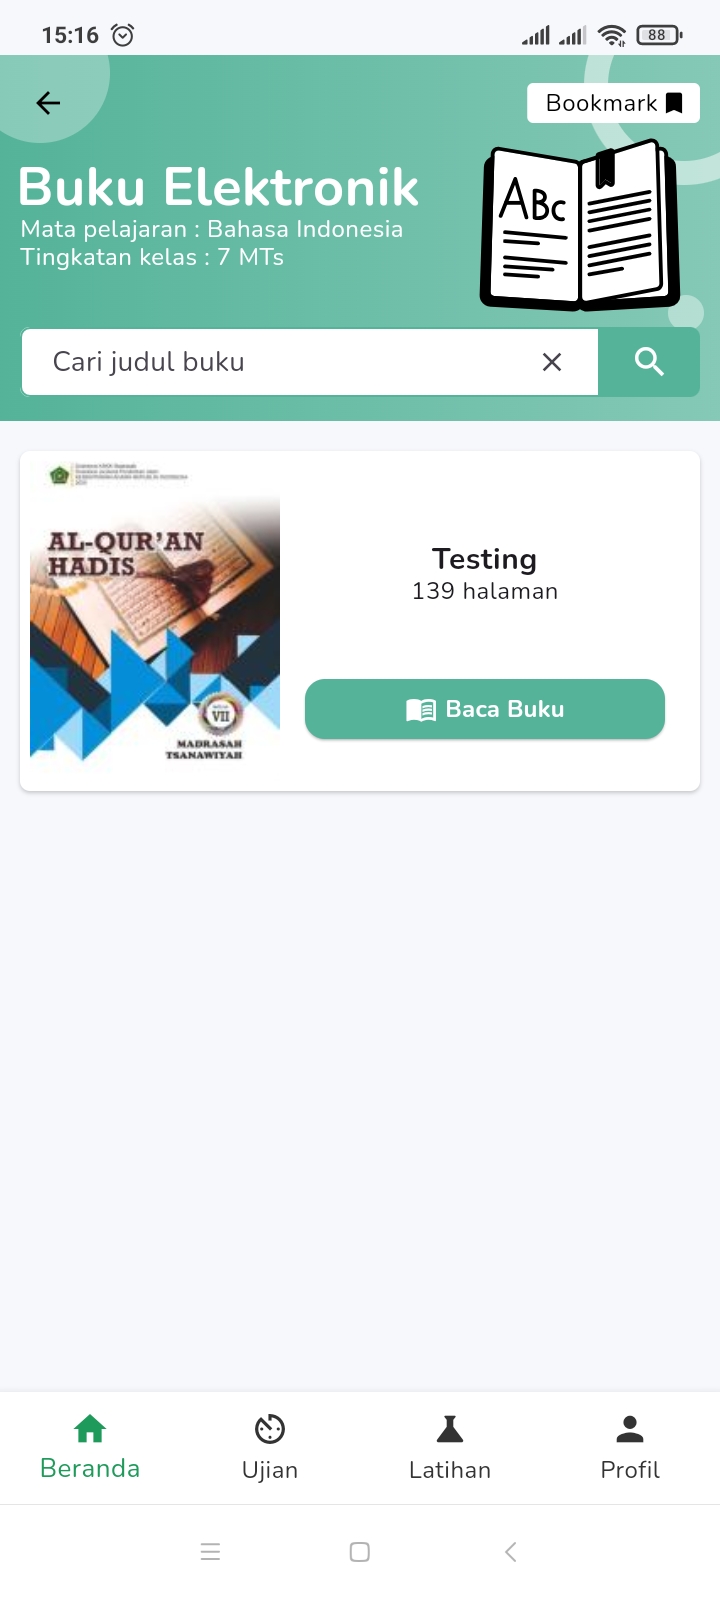 15:16
88
Bookmark
Buku Elektronik
Mata pelajaran : Bahasa Indonesia
Tingkatan kelas : 7 MTs
ABc
Cari judul buku
AL-QUR'AN
HADIS
VII
MADRASAH
TSANAWIYAH
Testing
139 halaman
Baca Buku
Beranda
Ujian
Latihan
Profil